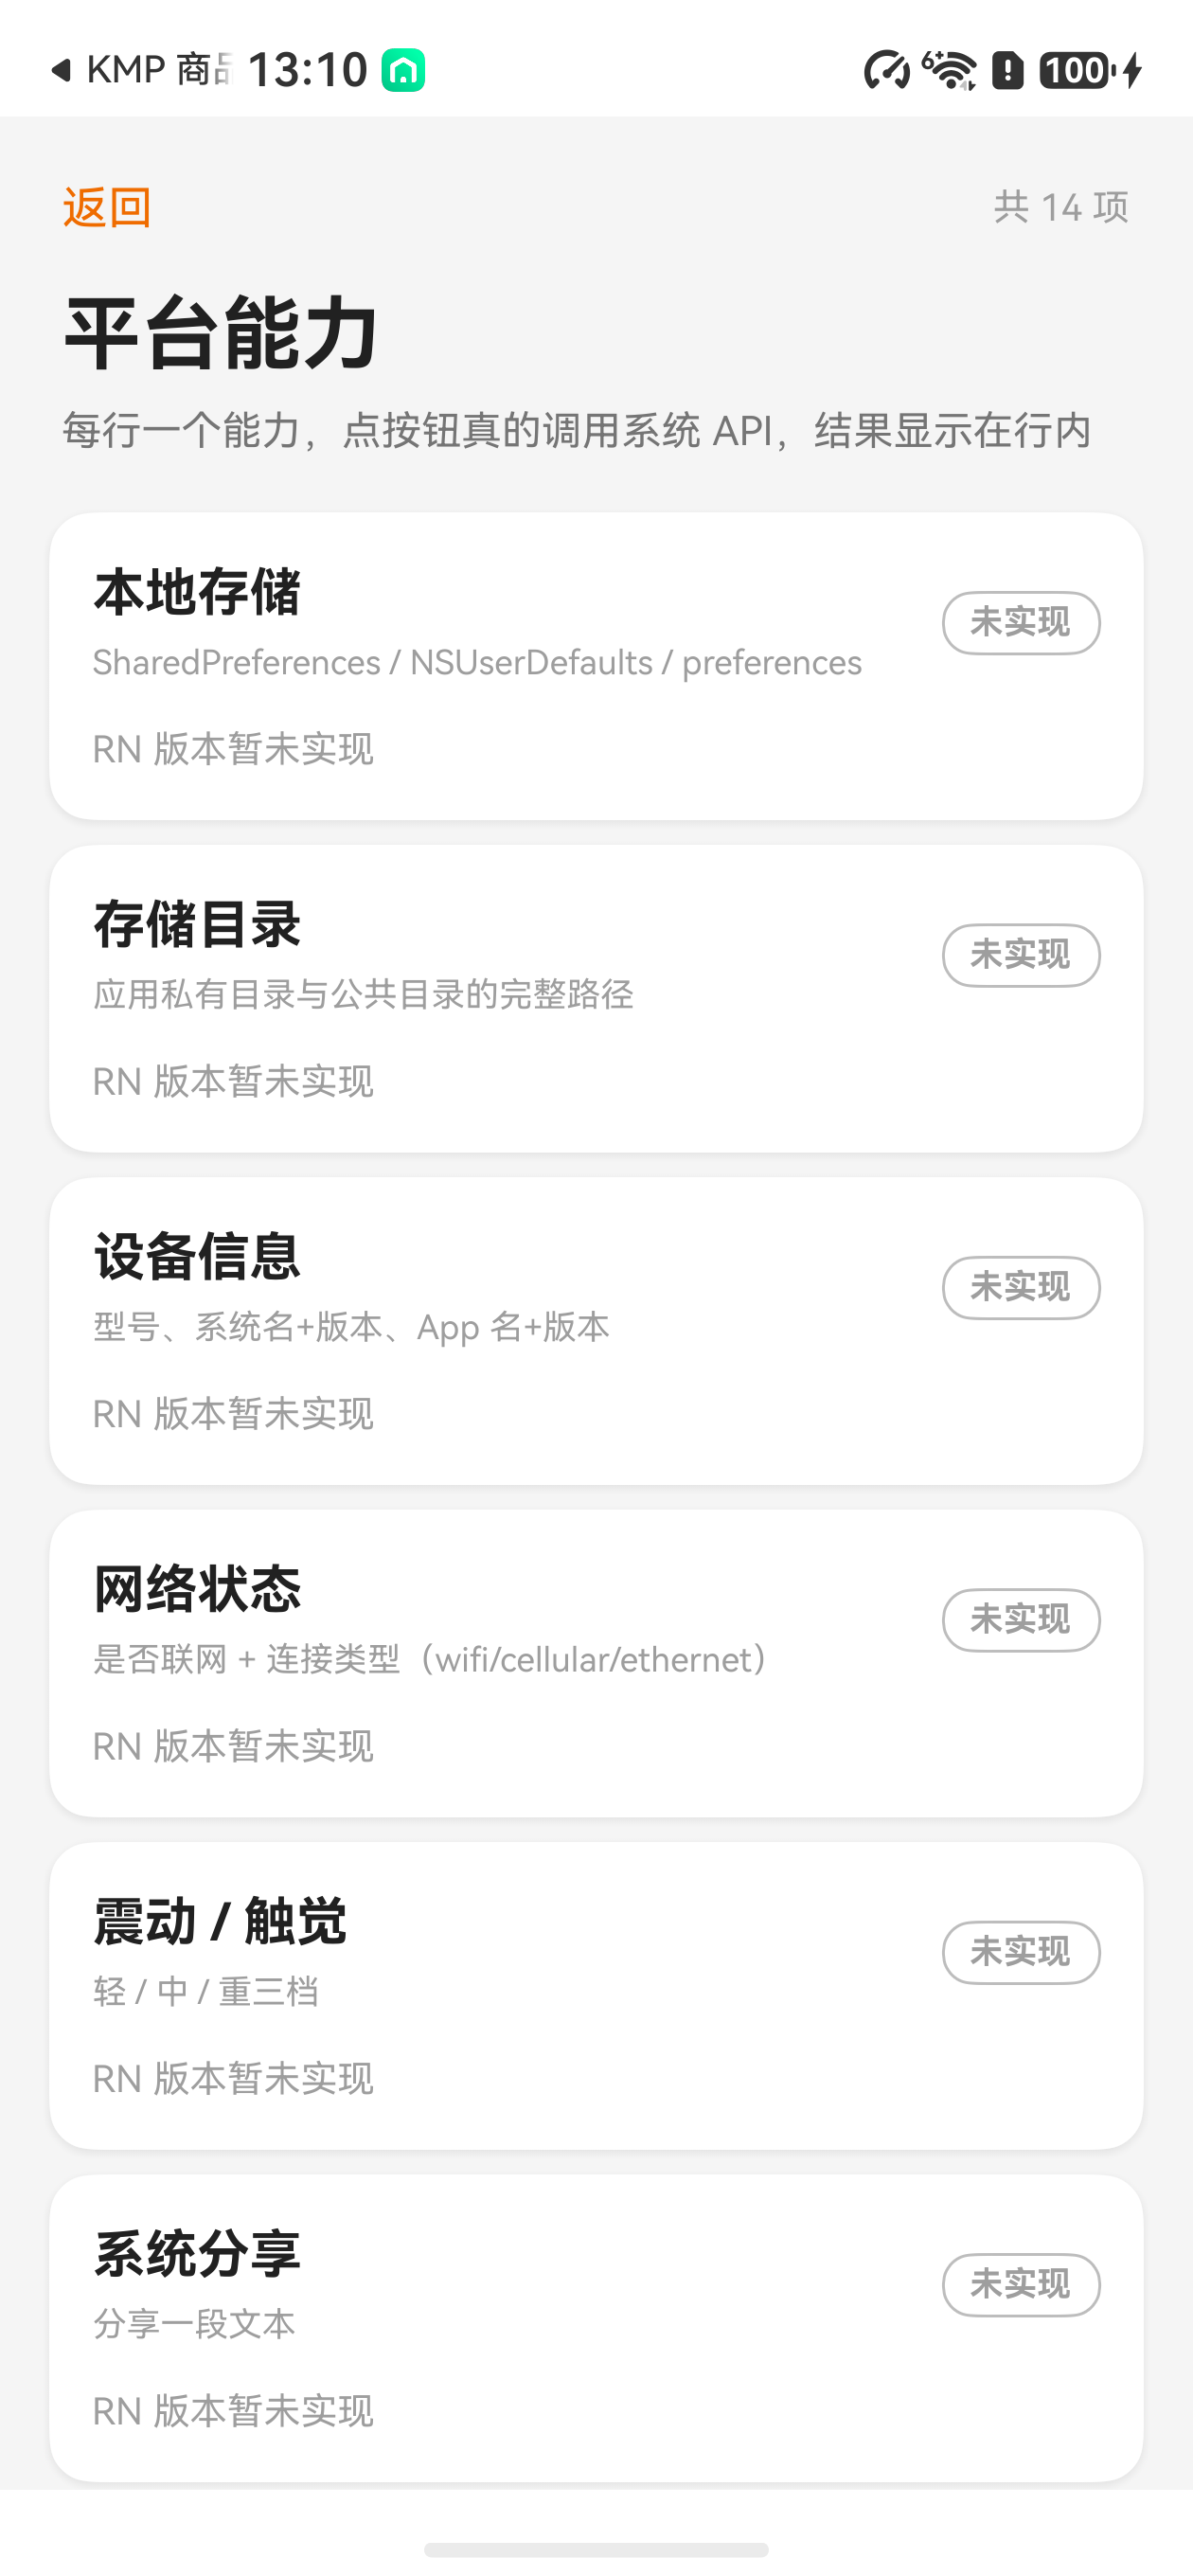 KMP 商品 13:10 6+ 100
返回 共 14 项
平台能力
每行一个能力，点按钮真的调用系统 API，结果显示在行内
本地存储
未实现
SharedPreferences / NSUserDefaults / preferences
RN 版本暂未实现
存储目录
未实现
应用私有目录与公共目录的完整路径
RN 版本暂未实现
设备信息
未实现
型号、系统名+版本、App 名+版本
RN 版本暂未实现
网络状态
未实现
是否联网 + 连接类型（wifi/cellular/ethernet）
RN 版本暂未实现
震动 / 触觉
未实现
轻 / 中 / 重三档
RN 版本暂未实现
系统分享
未实现
分享一段文本
RN 版本暂未实现